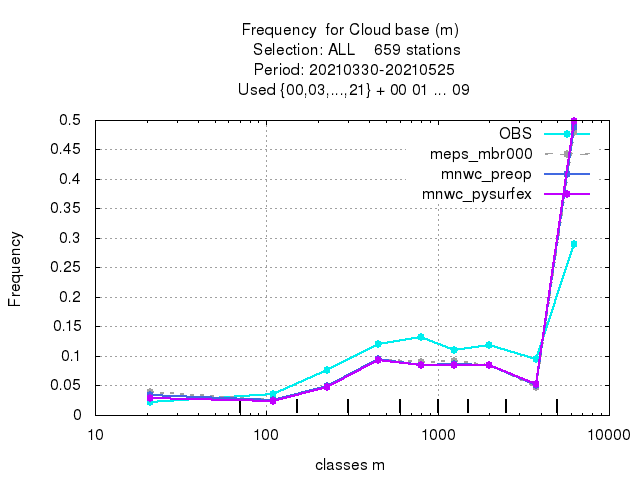 Frequency  for Cloud base (m)
Selection: ALL    659 stations
Period: 20210330-20210525
Used {00,03,...,21} + 00 01 ... 09
OBS
meps_mbr000
mnwc_preop
mnwc_pysurfex
0.5
0.45
0.4
0.35
0.3
0.25
0.2
0.15
0.1
0.05
0
Frequency
10
100
1000
10000
classes m